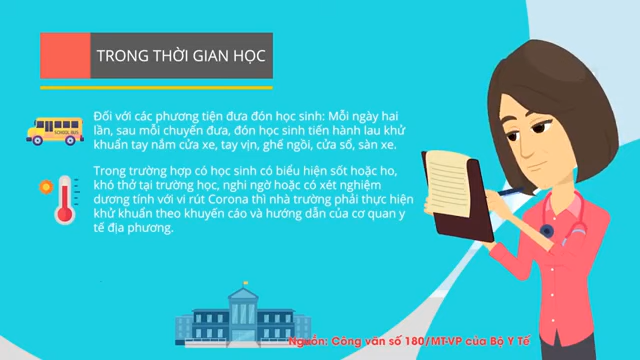 TRONG THỜI GIAN HỌC
Đối với các phương tiện đưa đón học sinh: Mỗi ngày hai
lần, sau mỗi chuyến đưa, đón học sinh tiến hành lau khử
khuẩn tay nắm cửa xe, tay vịn, ghế ngồi, cửa sổ, sàn xe.
Trong trường hợp có học sinh có biểu hiện sốt hoặc ho,
khó thở tại trường học, nghi ngờ hoặc có xét nghiệm
dương tính với vi rút Corona thì nhà trường phải thực hiện
khử khuẩn theo khuyến cáo và hướng dẫn của cơ quan y
tế địa phương.
SCHOOL BUS
Nguồn: Công văn số 180/MT-VP của Bộ Y Tế